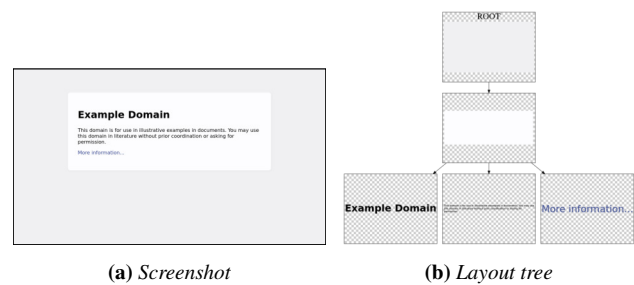 ROOT
Example Domain
This domain is for use in illustrative examples in documents. You may use
this domain in literature without prior coordination or asking for
permission.
More information...
Example Domain
More information...
(a) Screenshot
(b) Layout tree